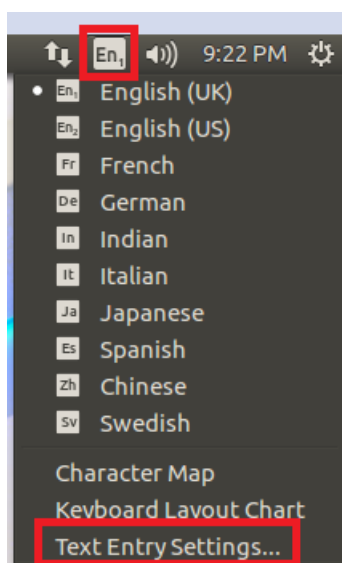 En₁ 9:22 PM
En₁ English (UK)
En₂ English (US)
Fr French
De German
In Indian
It Italian
Ja Japanese
Es Spanish
Zh Chinese
Sv Swedish
Character Map
Keyboard Layout Chart
Text Entry Settings...